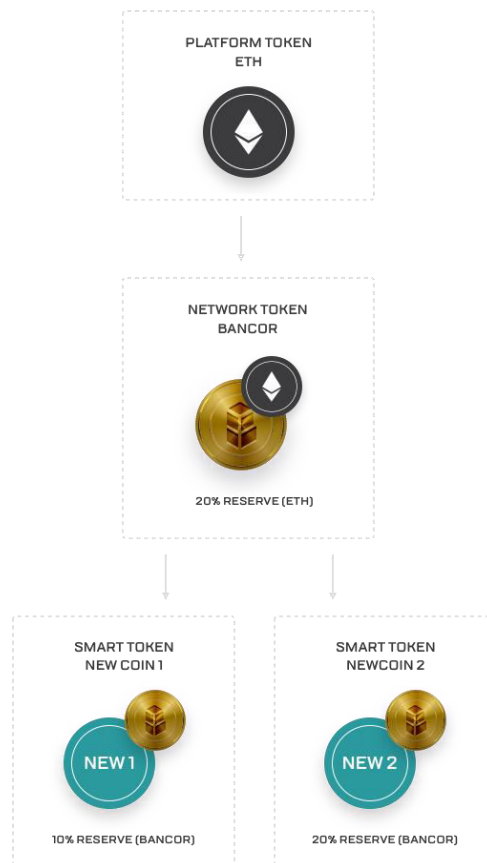 PLATFORM TOKEN
ETH
NETWORK TOKEN
BANCOR
20% RESERVE (ETH)
SMART TOKEN
NEW COIN 1
NEW 1
10% RESERVE (BANCOR)
SMART TOKEN
NEWCOIN 2
NEW 2
20% RESERVE (BANCOR)